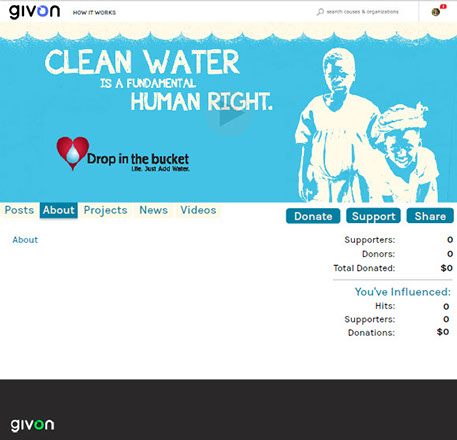 givon HOW IT WORKS search causes & organizations
CLEAN WATER
IS A FUNDAMENTAL
HUMAN RIGHT.
Drop in the bucket
Life. Just Add Water.
Posts About Projects News Videos
Donate Support Share
About
Supporters: 0
Donors: 0
Total Donated: $0
You've Influenced:
Hits: 0
Supporters: 0
Donations: $0
givon